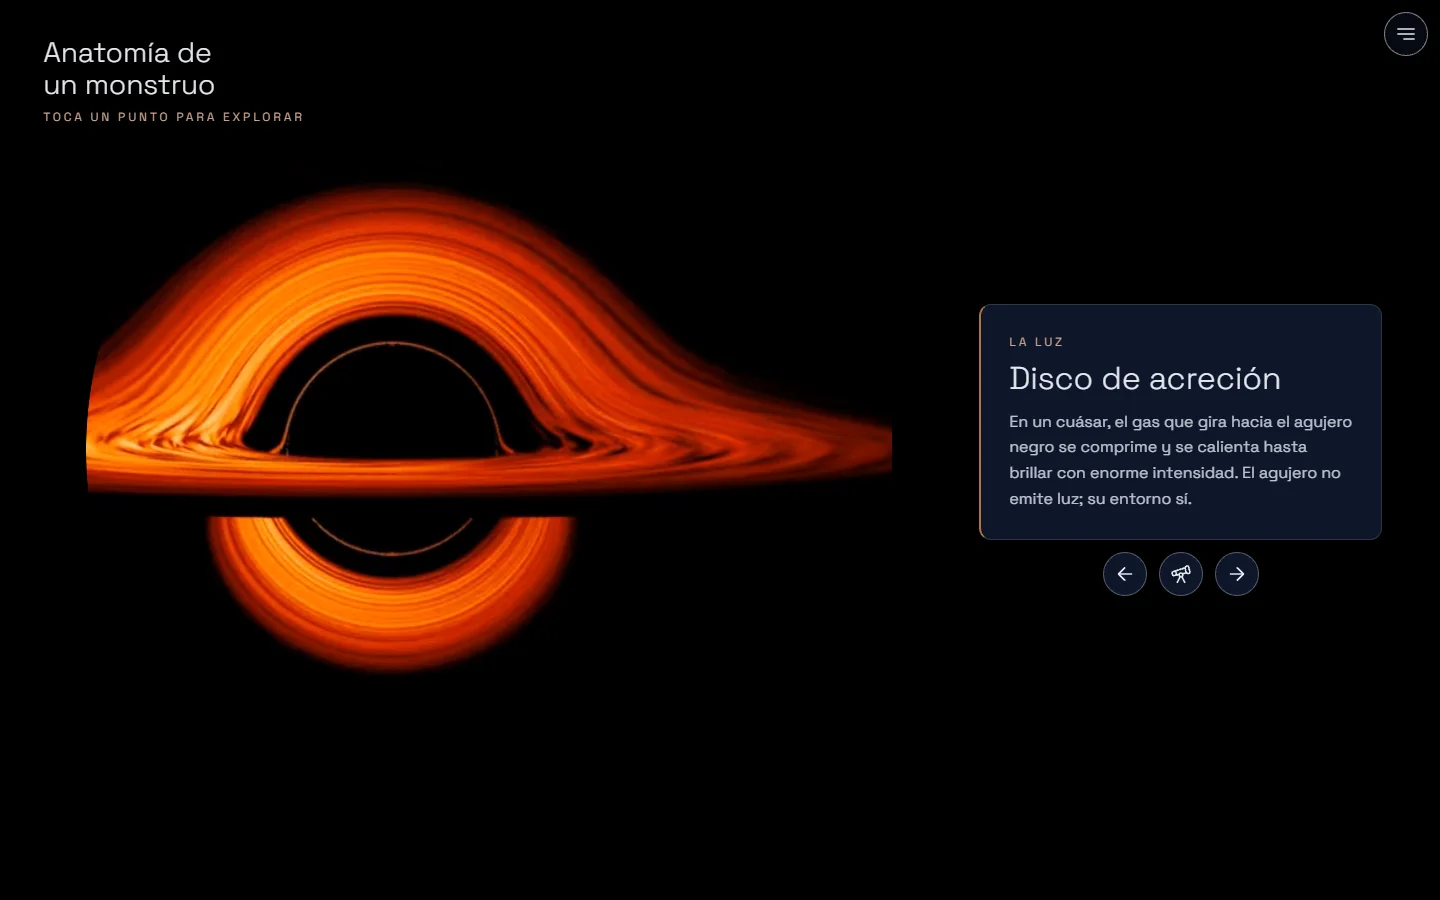 Anatomía de
un monstruo
TOCA UN PUNTO PARA EXPLORAR
LA LUZ
Disco de acreción
En un cuásar, el gas que gira hacia el agujero
negro se comprime y se calienta hasta
brillar con enorme intensidad. El agujero no
emite luz; su entorno sí.